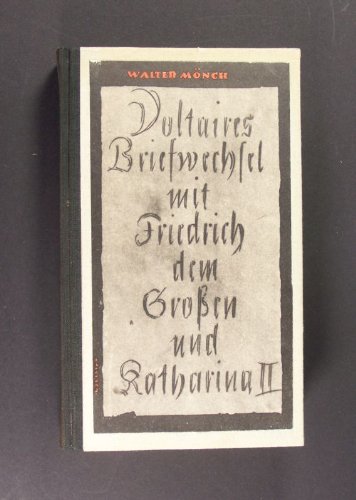 WALTER MÖNCH
Voltaires
Briefwechsel
mit
Friedrich
dem
Großen
und
Katharina II